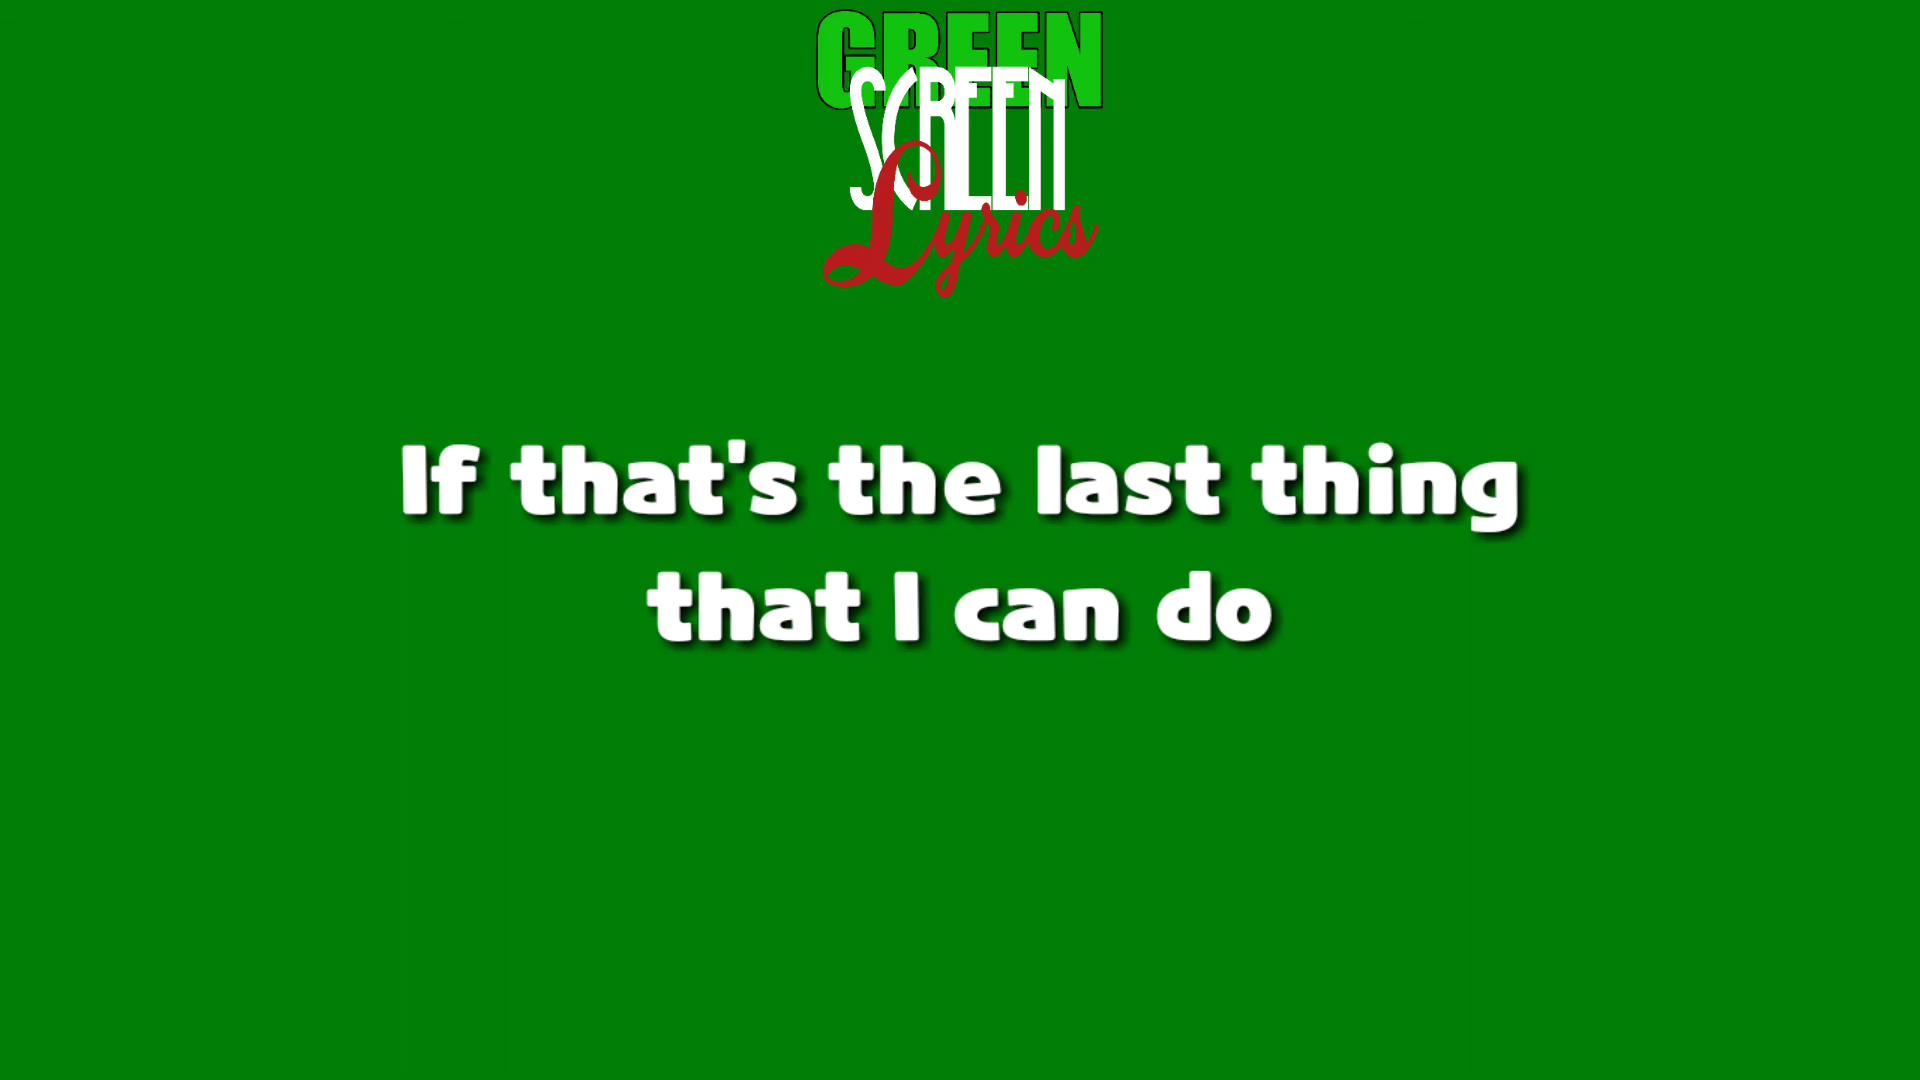 GREEN
SCREEN
Lyrics
If that's the last thing
that I can do